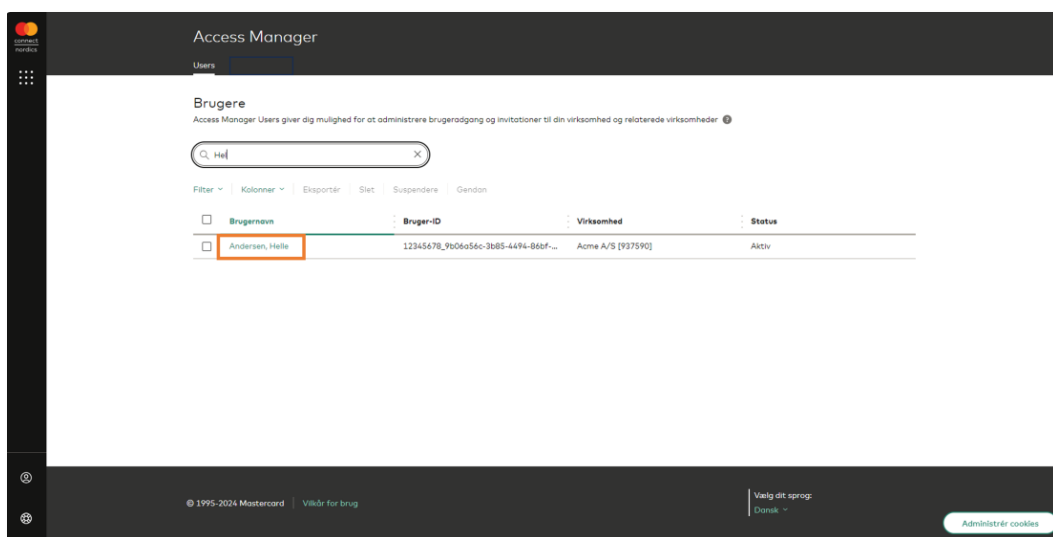 connect
nordics
Access Manager
Users
Brugere
Access Manager Users giver dig mulighed for at administrere brugeradgang og invitationer til din virksomhed og relaterede virksomheder ?
Hel
Filter Kolonner Eksportér Slet Suspendere Gendan
Brugernavn Bruger-ID Virksomhed Status
Andersen, Helle 12345678_9b06a56c-3b85-4494-86bf-... Acme A/S [937590] Aktiv
© 1995-2024 Mastercard Vilkår for brug
Vælg dit sprog:
Dansk
Administrér cookies